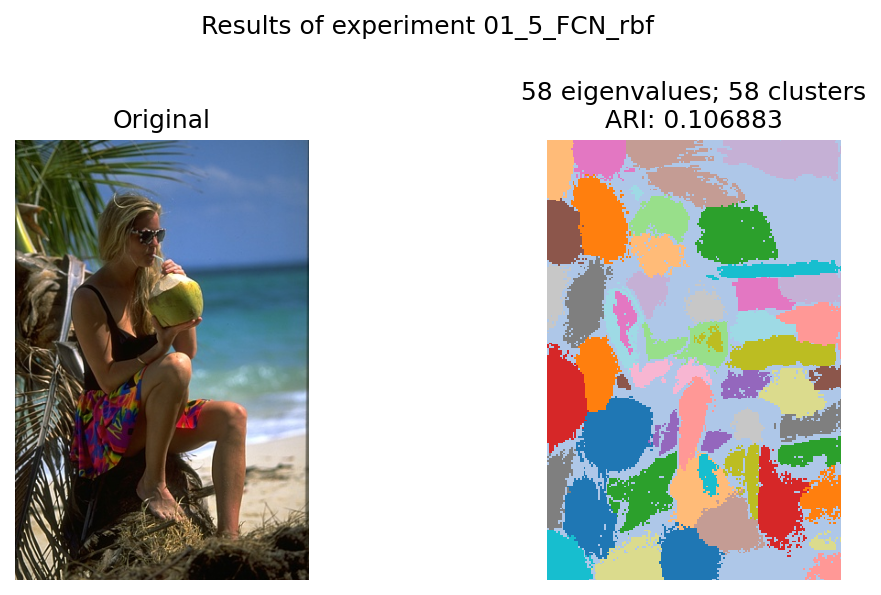 Results of experiment 01_5_FCN_rbf
Original
58 eigenvalues; 58 clusters
ARI: 0.106883